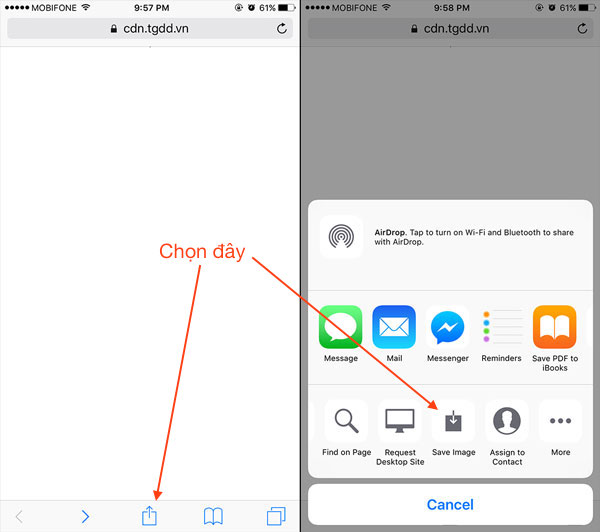 MOBIFONE 9:57 PM 61%
cdn.tgdd.vn
MOBIFONE 9:58 PM 61%
cdn.tgdd.vn
Chọn đây
AirDrop. Tap to turn on Wi-Fi and Bluetooth to share
with AirDrop.
Message Mail Messenger Reminders Save PDF to
iBooks
Find on Page Request
Desktop Site Save Image Assign to
Contact More
Cancel